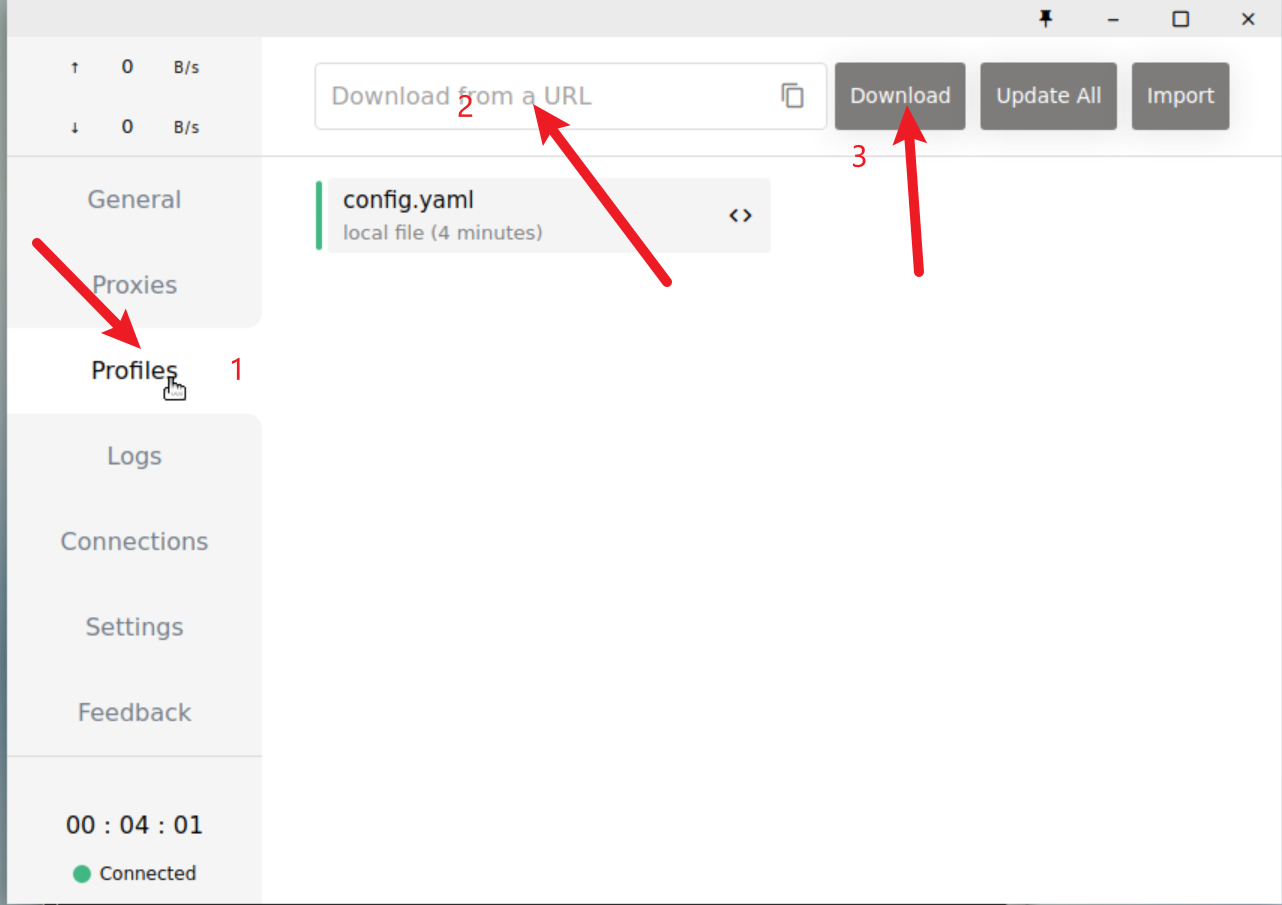 ↑ 0 B/s
↓ 0 B/s
General
Proxies
Profiles 1
Logs
Connections
Settings
Feedback
00 : 04 : 01
Connected
Download from a URL
2
Download
Update All
Import
3
config.yaml
local file (4 minutes)
<>